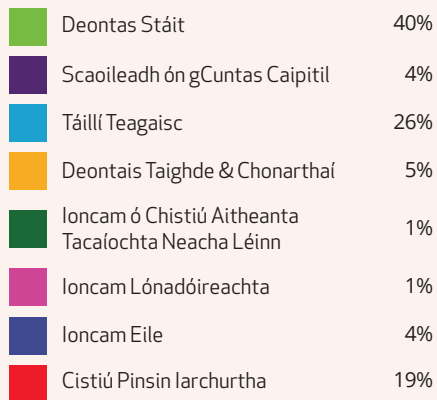 Deontas Stáit 40%
Scaoileadh ón gCuntas Caipitil 4%
Táillí Teagaisc 26%
Deontais Taighde & Chonarthaí 5%
Ioncam ó Chistiú Aitheanta
Tacaíochta Neacha Léinn 1%
Ioncam Lónadóireachta 1%
Ioncam Eile 4%
Cistiú Pinsin Iarchurtha 19%